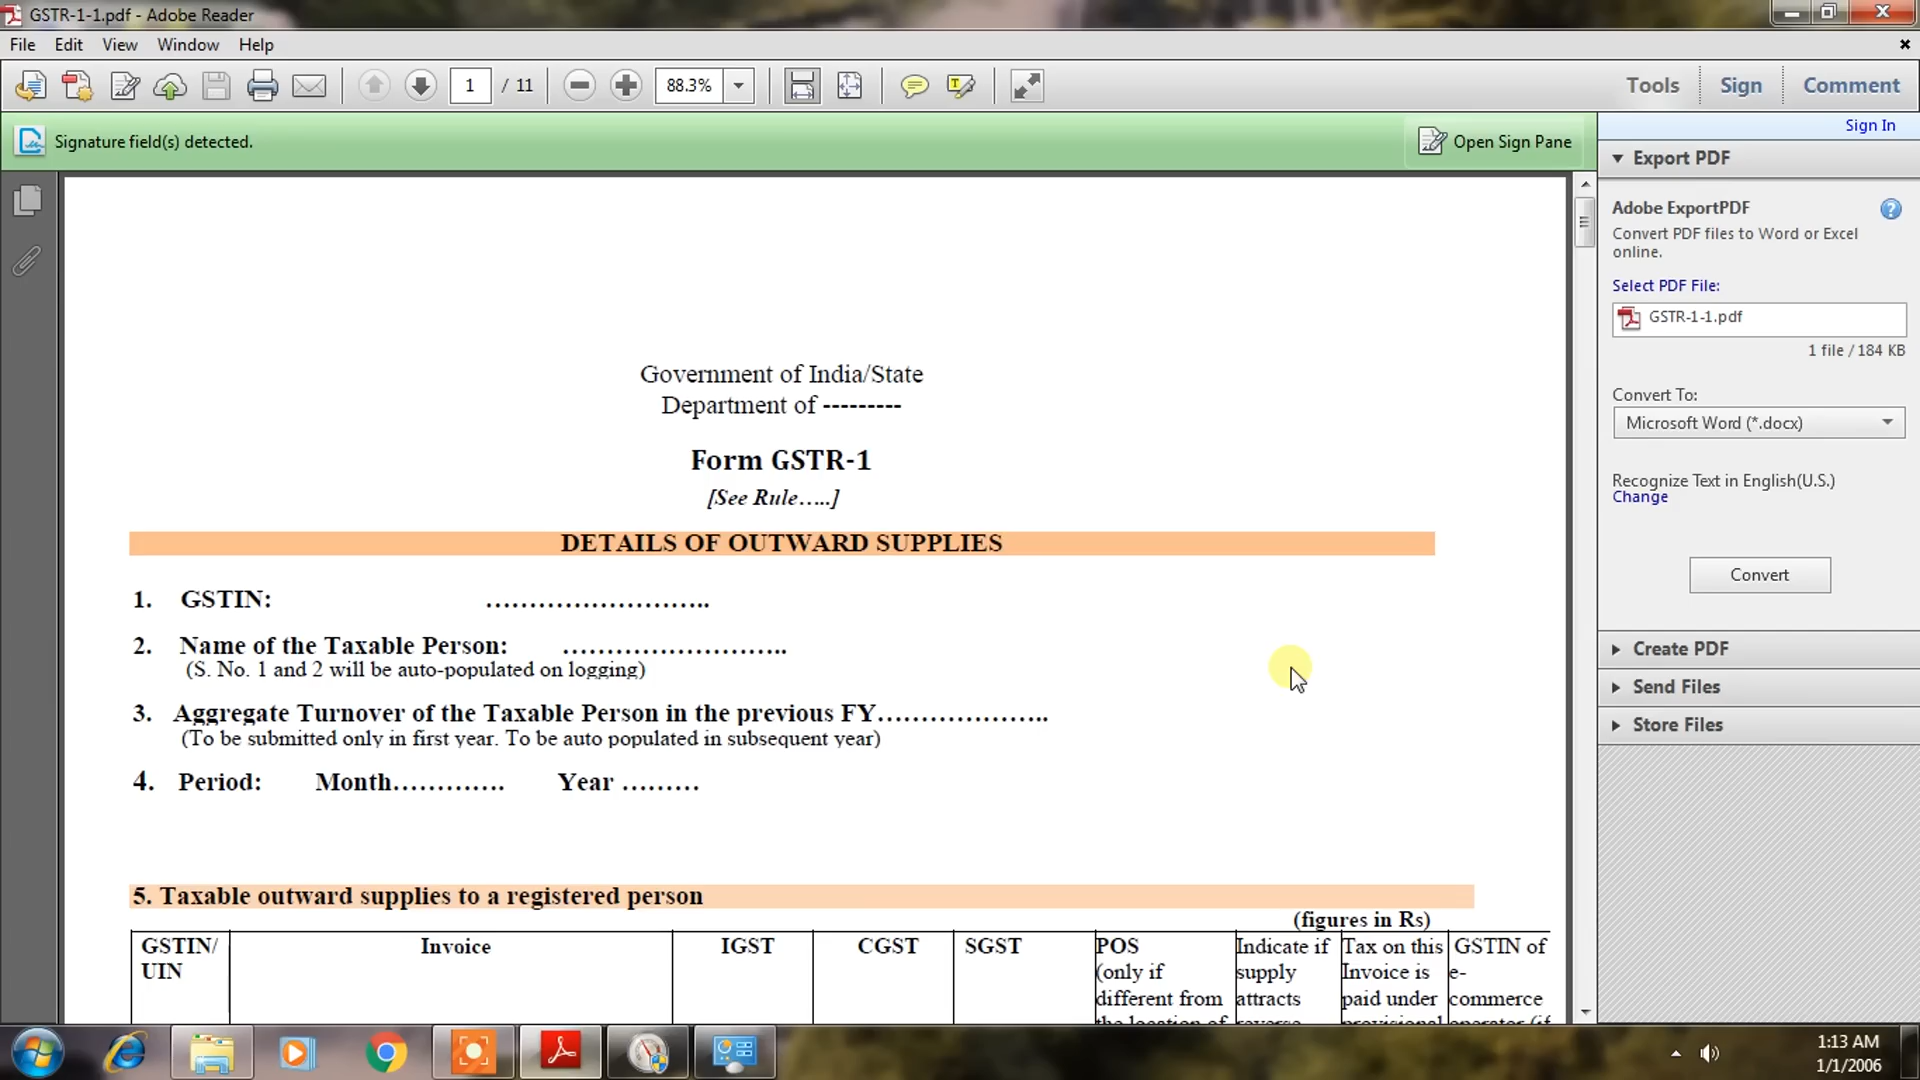 GSTR-1-1.pdf - Adobe Reader
File Edit View Window Help
1 / 11 88.3% Tools Sign Comment
Signature field(s) detected. Open Sign Pane
Sign In
Export PDF
Adobe ExportPDF
Convert PDF files to Word or Excel
online.
Select PDF File:
GSTR-1-1.pdf
1 file / 184 KB
Convert To:
Microsoft Word (*.docx)
Recognize Text in English(U.S.)
Change
Convert
Create PDF
Send Files
Store Files
Government of India/State
Department of ---------
Form GSTR-1
[See Rule…..]
DETAILS OF OUTWARD SUPPLIES
1. GSTIN: ……………………..
2. Name of the Taxable Person: ……………………..
(S. No. 1 and 2 will be auto-populated on logging)
3. Aggregate Turnover of the Taxable Person in the previous FY………………..
(To be submitted only in first year. To be auto populated in subsequent year)
4. Period: Month…………. Year ………
5. Taxable outward supplies to a registered person
(figures in Rs)
GSTIN/
UIN
Invoice
IGST
CGST
SGST
POS
(only if
different from
the location of
Indicate if
supply
attracts
reverse
Tax on this
Invoice is
paid under
provisional
GSTIN of
e-
commerce
operator (if
1:13 AM
1/1/2006